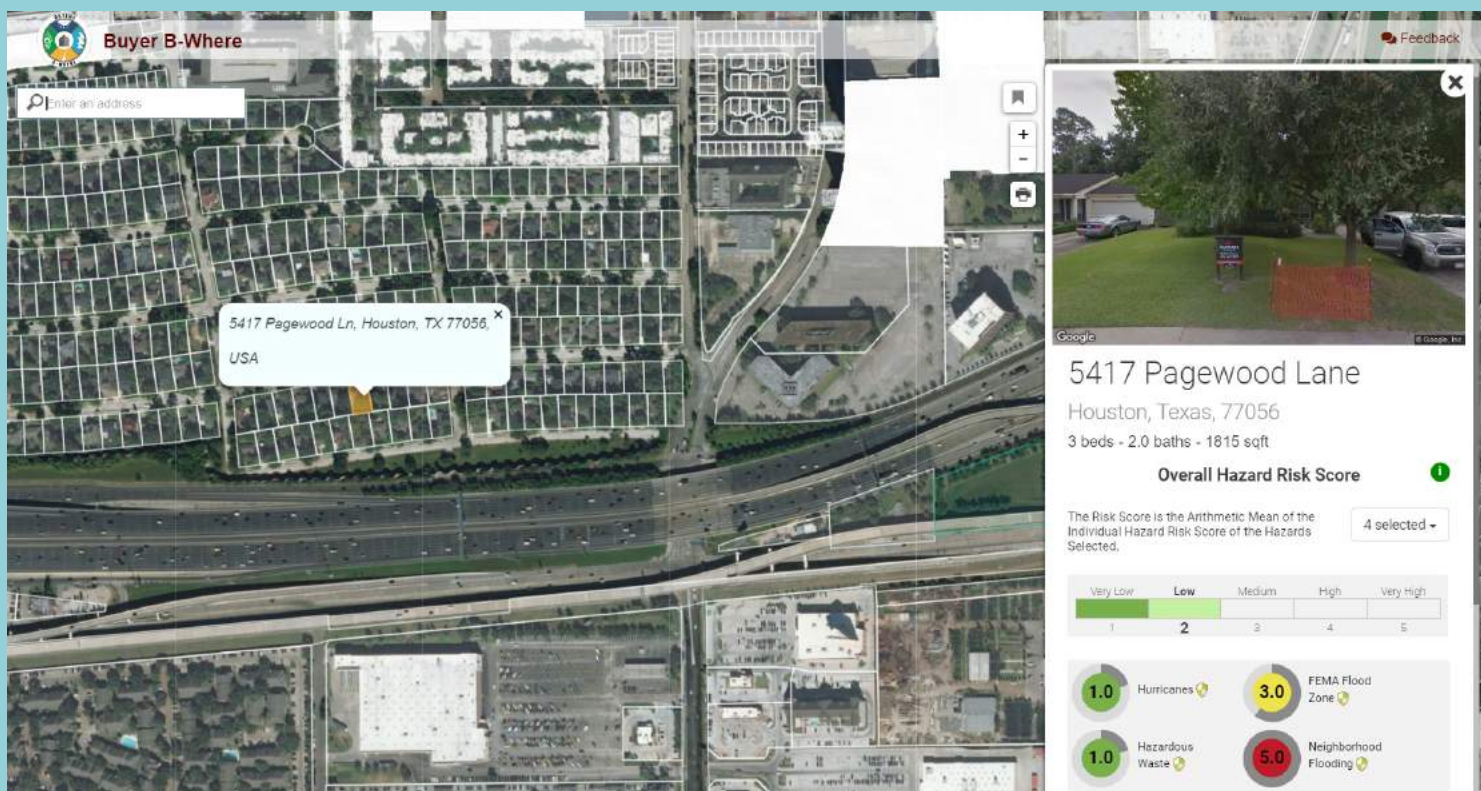 Buyer B-Where
Feedback
Enter an address
+
-
5417 Pagewood Ln, Houston, TX 77056,
USA
Google
© Google, Inc
5417 Pagewood Lane
Houston, Texas, 77056
3 beds - 2.0 baths - 1815 sqft
Overall Hazard Risk Score
The Risk Score is the Arithmetic Mean of the
Individual Hazard Risk Score of the Hazards
Selected.
4 selected
Very Low Low Medium High Very High
1 2 3 4 5
1.0 Hurricanes
3.0 FEMA Flood
Zone
1.0 Hazardous
Waste
5.0 Neighborhood
Flooding